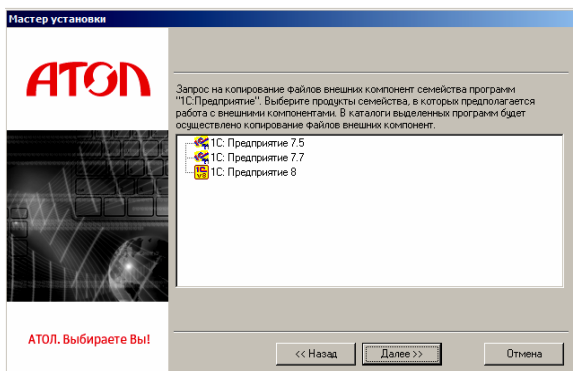 Мастер установки
АТОЛ
Запрос на копирование файлов внешних компонент семейства программ
"1С:Предприятие". Выберите продукты семейства, в которых предполагается
работа с внешними компонентами. В каталоги выделенных программ будет
осуществлено копирование файлов внешних компонент.
1С: Предприятие 7.5
1С: Предприятие 7.7
1С: Предприятие 8
АТОЛ. Выбираете Вы!
<< Назад
Далее >>
Отмена